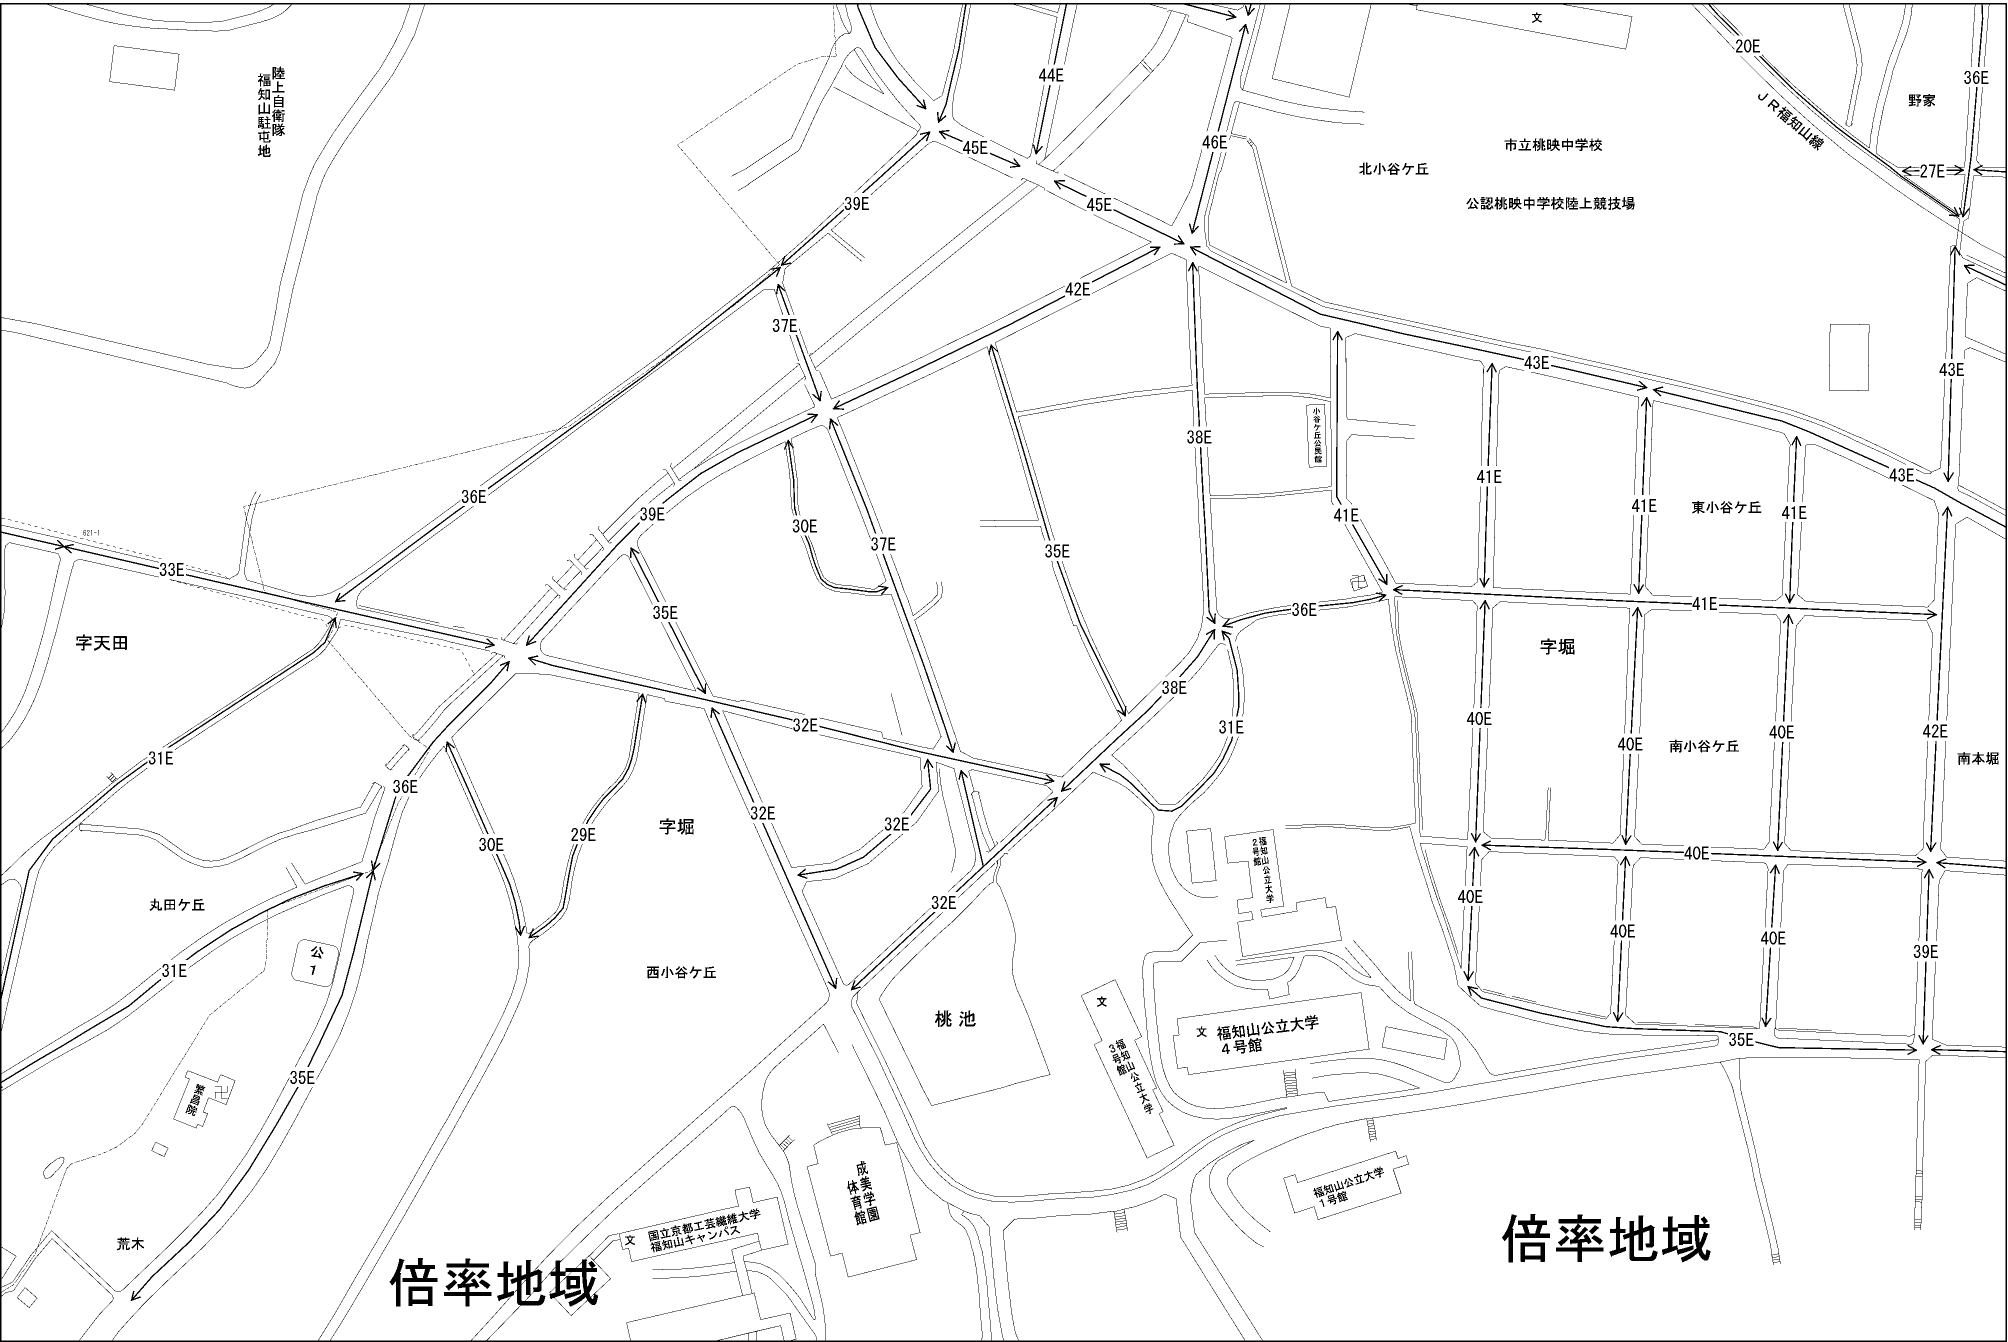 陸上自衛隊
福知山駐屯地
文
20E
36E
44E
野家
JR福知山線
45E
46E
市立桃映中学校
北小谷ケ丘
27E
39E
45E
公認桃映中学校陸上競技場
42E
37E
43E
43E
小谷ケ丘公民館
38E
41E
43E
36E
39E
30E
41E
41E
東小谷ケ丘
41E
621-1
37E
35E
33E
35E
36E
41E
字天田
字堀
38E
32E
31E
40E
40E
南小谷ケ丘
40E
42E
南本堀
31E
36E
字堀
32E
32E
29E
30E
福知山公立大学
2号館
40E
丸田ケ丘
32E
40E
40E
40E
39E
公
1
31E
西小谷ケ丘
文
桃池
文
福知山公立大学
4号館
福知山公立大学
3号館
35E
35E
繁昌院
成美学園
体育館
福知山公立大学
1号館
文
国立京都工芸繊維大学
福知山キャンパス
荒木
倍率地域
倍率地域